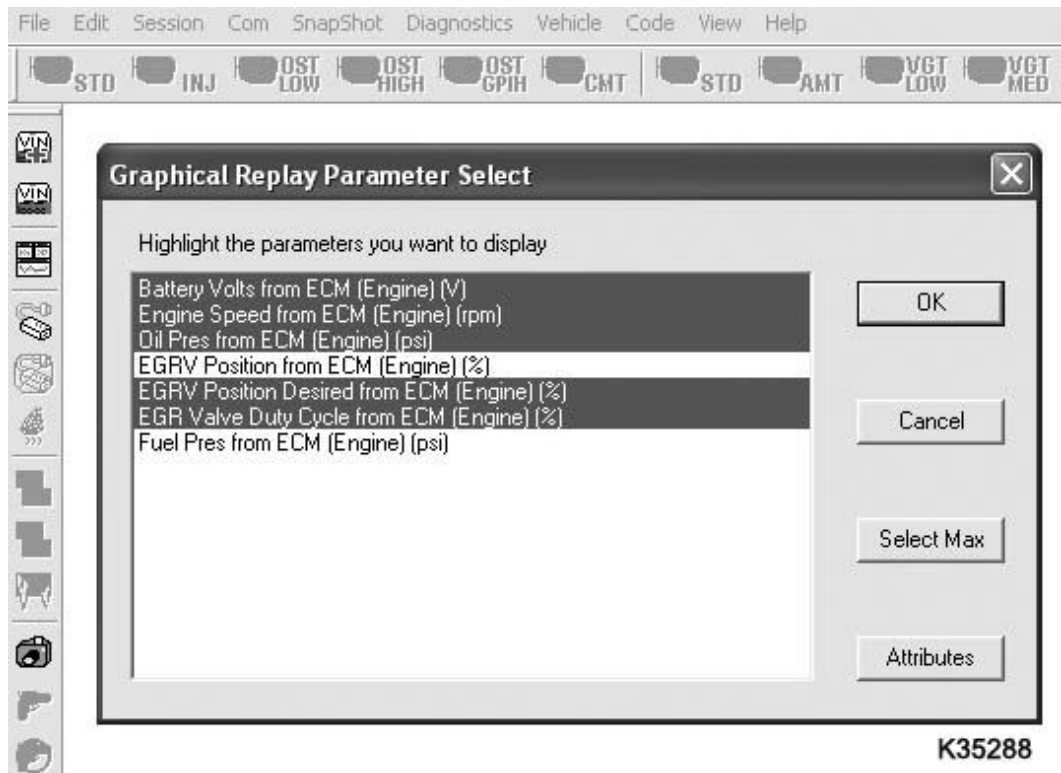 File Edit Session Com SnapShot Diagnostics Vehicle Code View Help
STD INJ OST LOW OST HIGH OST GPIH CMT STD AMT VGT LOW VGT MED
VIN
VIN
Graphical Replay Parameter Select
Highlight the parameters you want to display
Battery Volts from ECM (Engine) (V)
Engine Speed from ECM (Engine) (rpm)
Oil Pres from ECM (Engine) (psi)
EGRV Position from ECM (Engine) (%)
EGRV Position Desired from ECM (Engine) (%)
EGR Valve Duty Cycle from ECM (Engine) (%)
Fuel Pres from ECM (Engine) (psi)
OK
Cancel
Select Max
Attributes
K35288